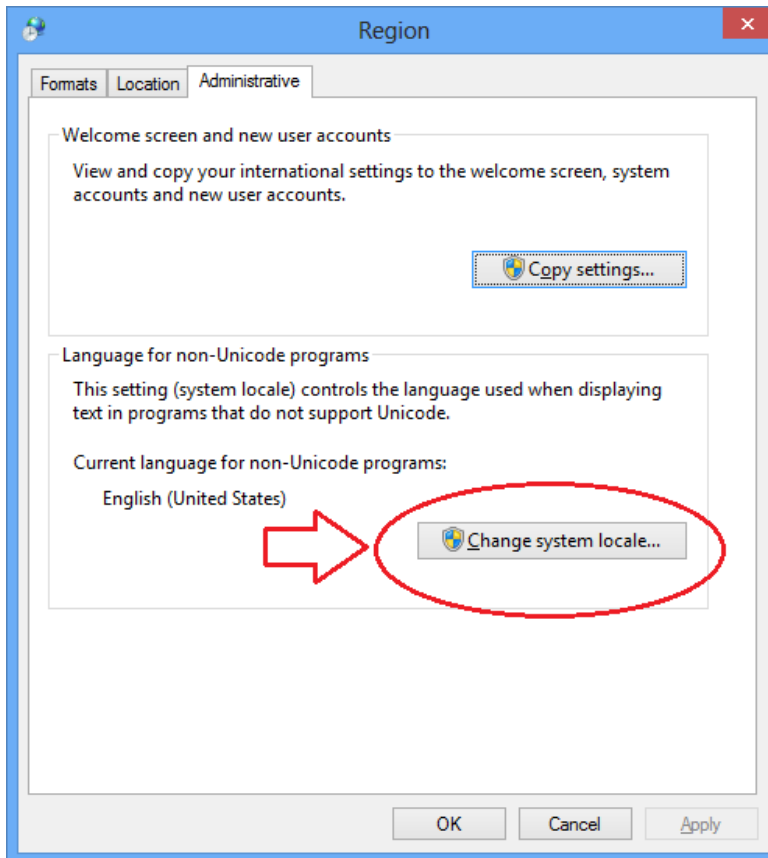 Region
Formats
Location
Administrative
Welcome screen and new user accounts
View and copy your international settings to the welcome screen, system
accounts and new user accounts.
Copy settings...
Language for non-Unicode programs
This setting (system locale) controls the language used when displaying
text in programs that do not support Unicode.
Current language for non-Unicode programs:
English (United States)
Change system locale...
OK
Cancel
Apply